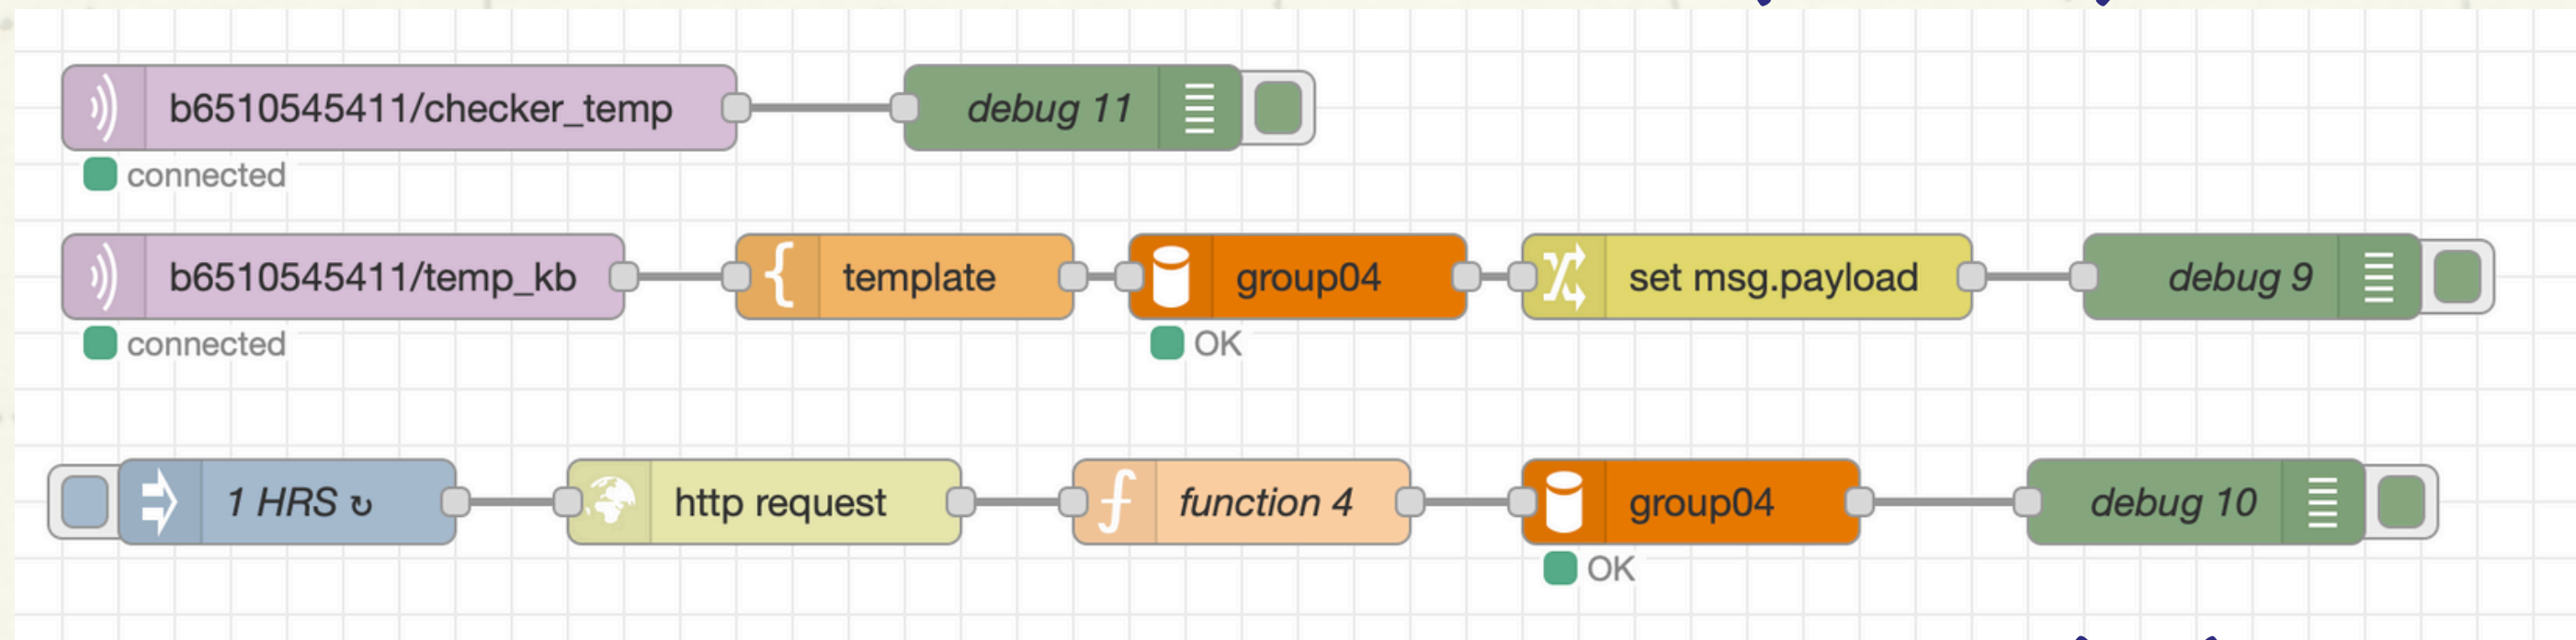 b6510545411/checker_temp debug 11
connected
b6510545411/temp_kb template group04 set msg.payload debug 9
connected OK
1 HRS ↻ http request function 4 group04 debug 10
OK